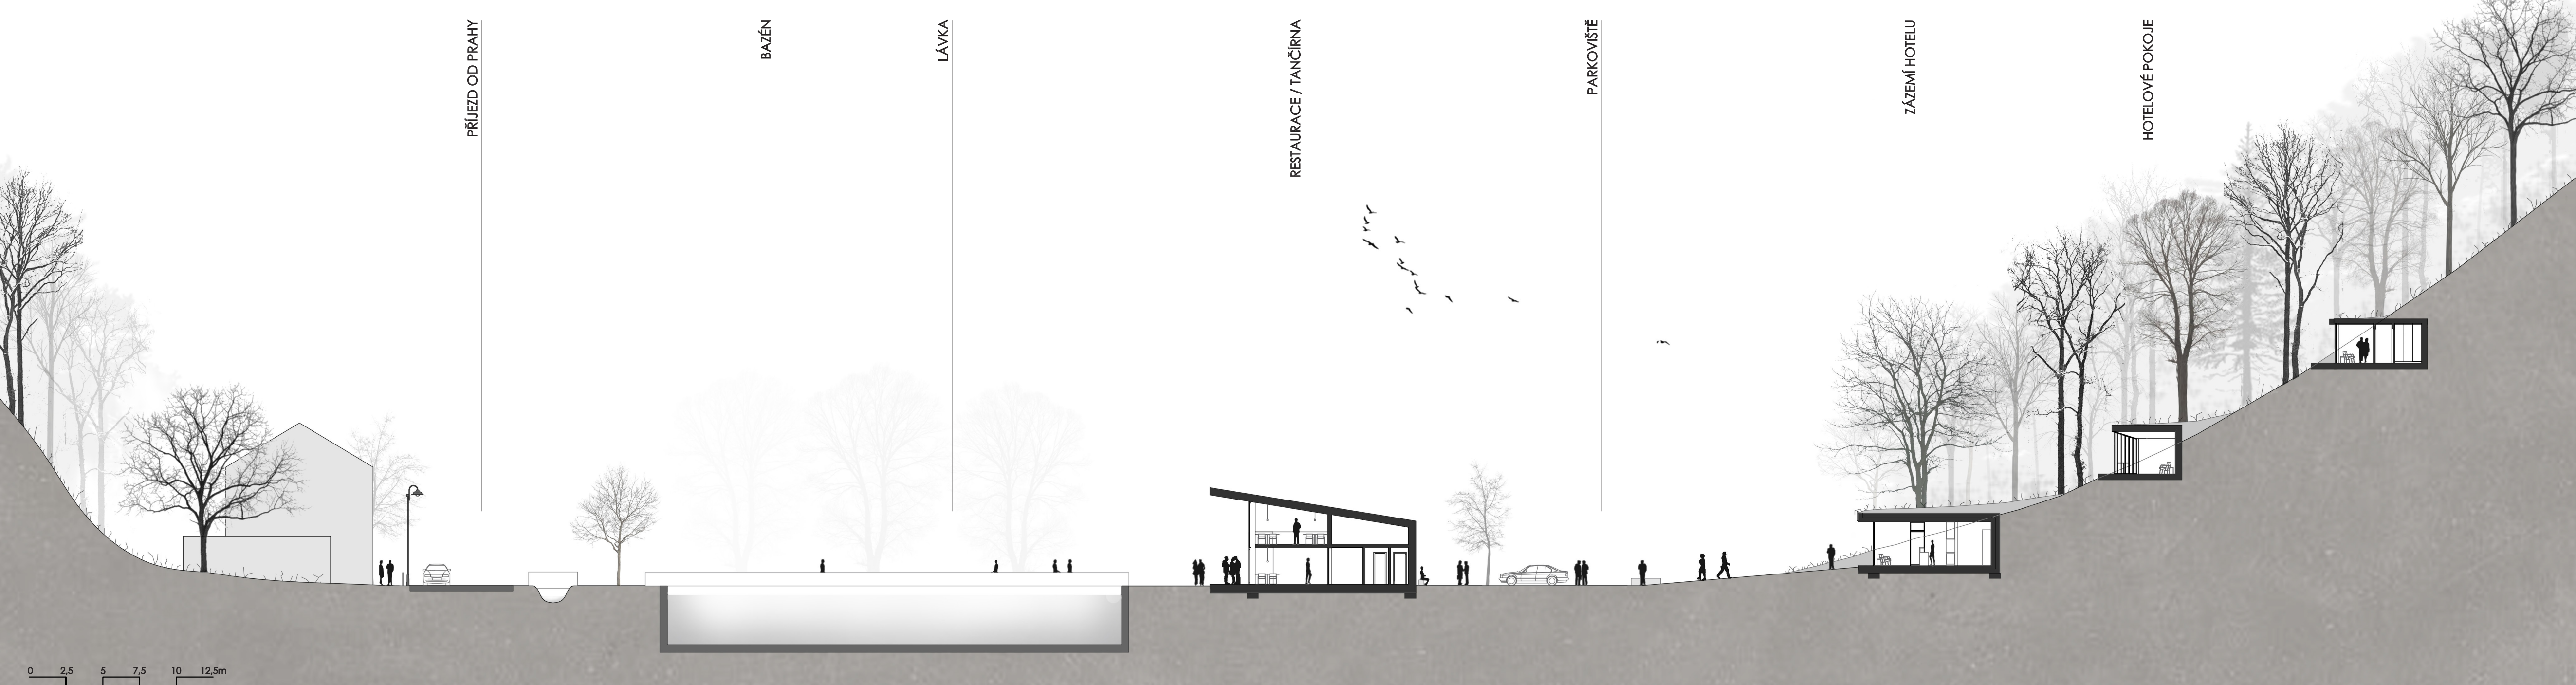 PŘÍJEZD OD PRAHY
BAZÉN
LÁVKA
RESTAURACE / TANČÍRNA
PARKOVIŠTĚ
ZÁZEMÍ HOTELU
HOTELOVÉ POKOJE
0 2,5 5 7,5 10 12,5m